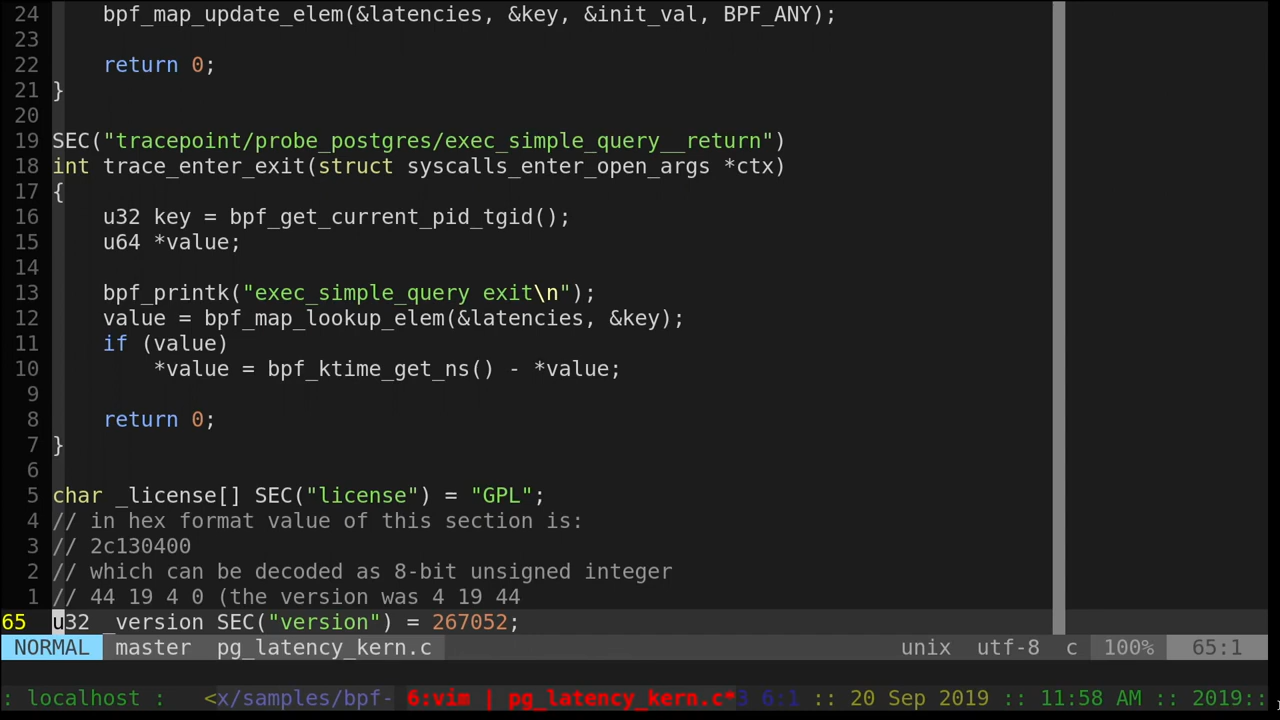 24     bpf_map_update_elem(&latencies, &key, &init_val, BPF_ANY);
23
22     return 0;
21 }
20
19 SEC("tracepoint/probe_postgres/exec_simple_query__return")
18 int trace_enter_exit(struct syscalls_enter_open_args *ctx)
17 {
16     u32 key = bpf_get_current_pid_tgid();
15     u64 *value;
14
13     bpf_printk("exec_simple_query exit\n");
12     value = bpf_map_lookup_elem(&latencies, &key);
11     if (value)
10         *value = bpf_ktime_get_ns() - *value;
9
8     return 0;
7 }
6
5 char _license[] SEC("license") = "GPL";
4 // in hex format value of this section is:
3 // 2c130400
2 // which can be decoded as 8-bit unsigned integer
1 // 44 19 4 0 (the version was 4 19 44
65 u32 _version SEC("version") = 267052;
NORMAL master pg_latency_kern.c unix utf-8 c 100% 65:1
: localhost : <x/samples/bpf- 6:vim | pg_latency_kern.c*3 6:1 :: 20 Sep 2019 :: 11:58 AM :: 2019::